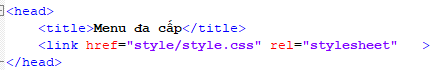 <head>
<title>Menu đa cấp</title>
<link href="style/style.css" rel="stylesheet"   >
</head>